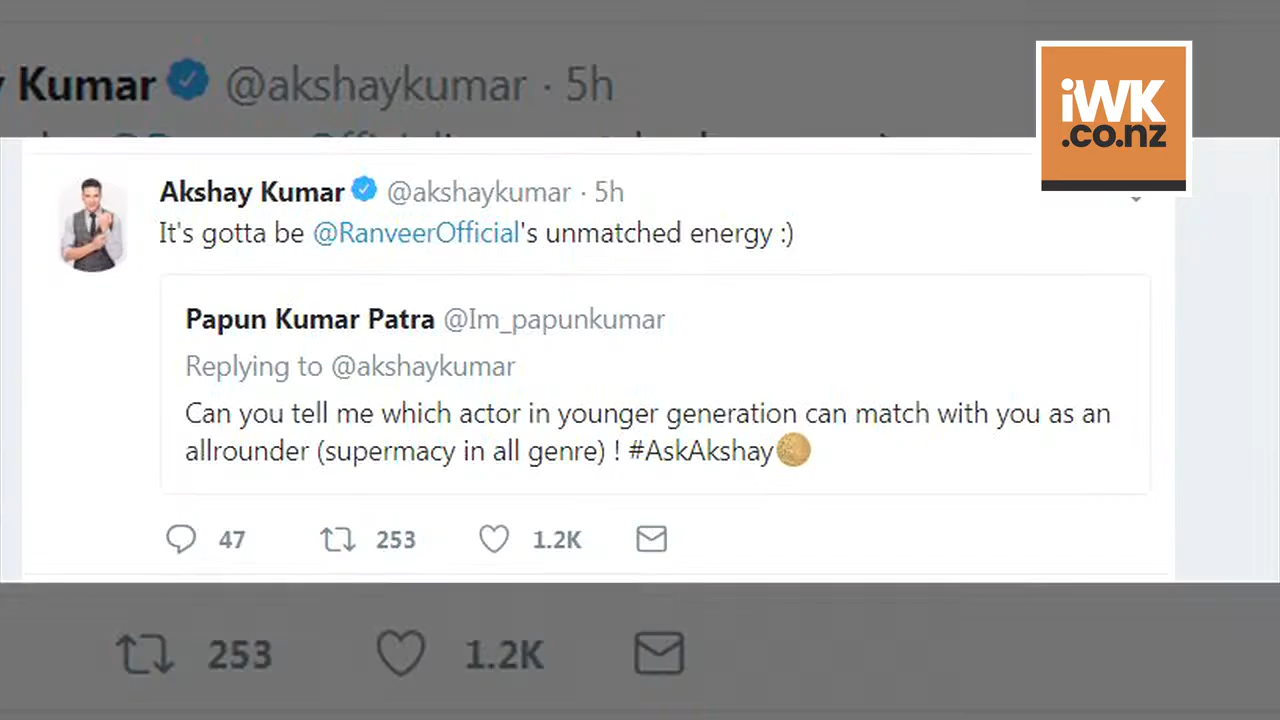 y Kumar @akshaykumar · 5h
iWK
.co.nz
Akshay Kumar @akshaykumar · 5h
It's gotta be @RanveerOfficial's unmatched energy :)
Papun Kumar Patra @Im_papunkumar
Replying to @akshaykumar
Can you tell me which actor in younger generation can match with you as an
allrounder (supermacy in all genre) ! #AskAkshay
47 253 1.2K
253 1.2K